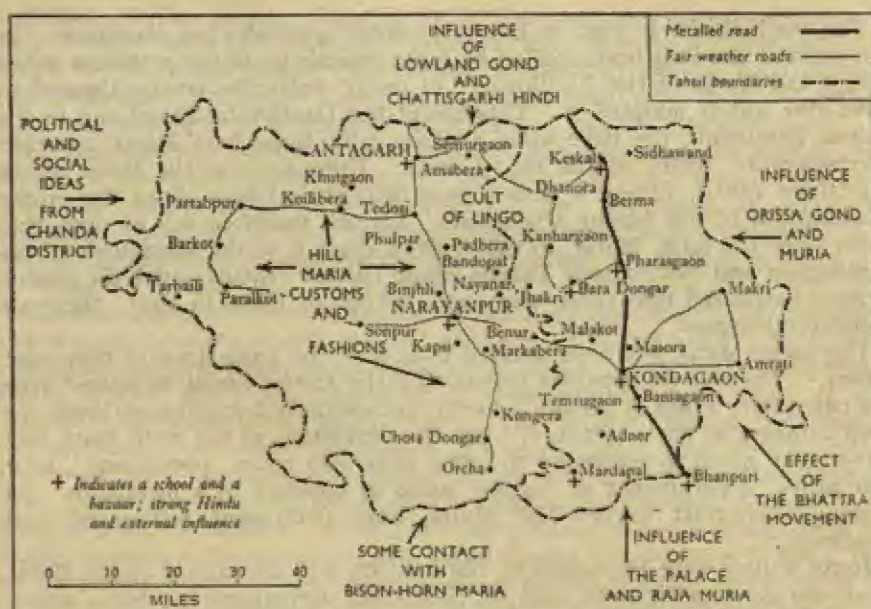 INFLUENCE
OF
LOWLAND GOND
AND
CHATTISGARHI HINDI
Metalled road
Fair weather roads
Tahsil boundaries
POLITICAL
AND
SOCIAL
IDEAS
FROM
CHANDA
DISTRICT
INFLUENCE
OF
ORISSA GOND
AND
MURIA
ANTAGARH
Semurgaon
Amabera
Keskal
Sidhawand
Khutgaon
Kuilibera
Partabpur
Todoni
CULT
OF LINGO
Dhanora
Berma
Barkot
Phulpar
Padbera
Bandopal
Kanhargaon
Pharasgaon
HILL
MARIA
CUSTOMS
AND
FASHIONS
Tarbaili
Paralkot
Binjhli
Nayanar
Jhakri
Bara Dongar
Makri
NARAYANPUR
Sonpur
Kapsi
Benur
Malakot
Markabera
Masora
Amrati
KONDAGAON
Temrugaon
Banisgaon
Kongera
Adner
Chota Dongar
Orcha
Mardapal
Bhanpuri
+ Indicates a school and a
bazaar; strong Hindu
and external influence
EFFECT
OF
THE BHATTRA
MOVEMENT
SOME CONTACT
WITH
BISON-HORN MARIA
INFLUENCE
OF
THE PALACE
AND RAJA MURIA
0 10 20 30 40
MILES